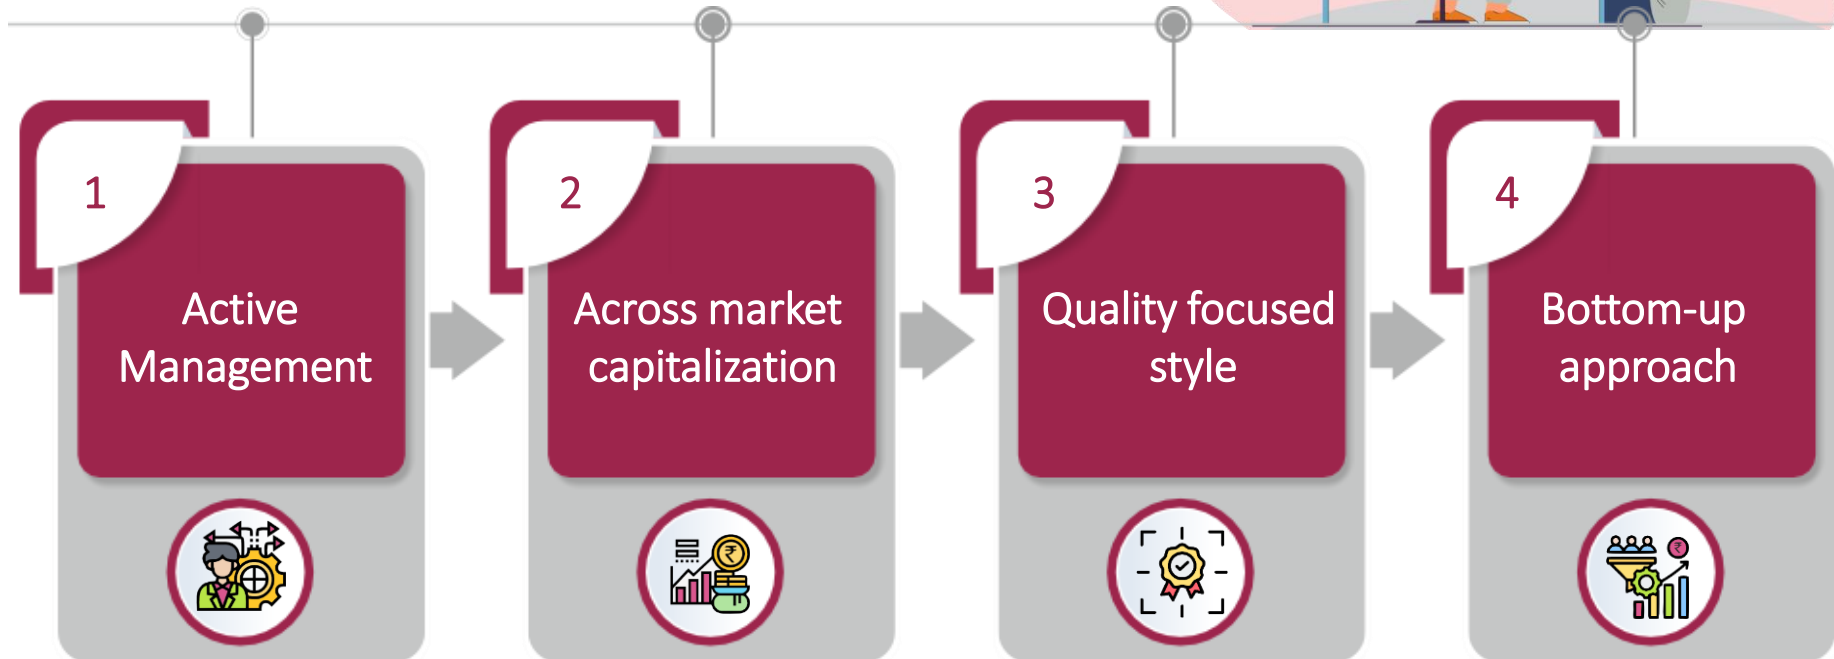 1
Active
Management
2
Across market
capitalization
3
Quality focused
style
4
Bottom-up
approach
₹
₹